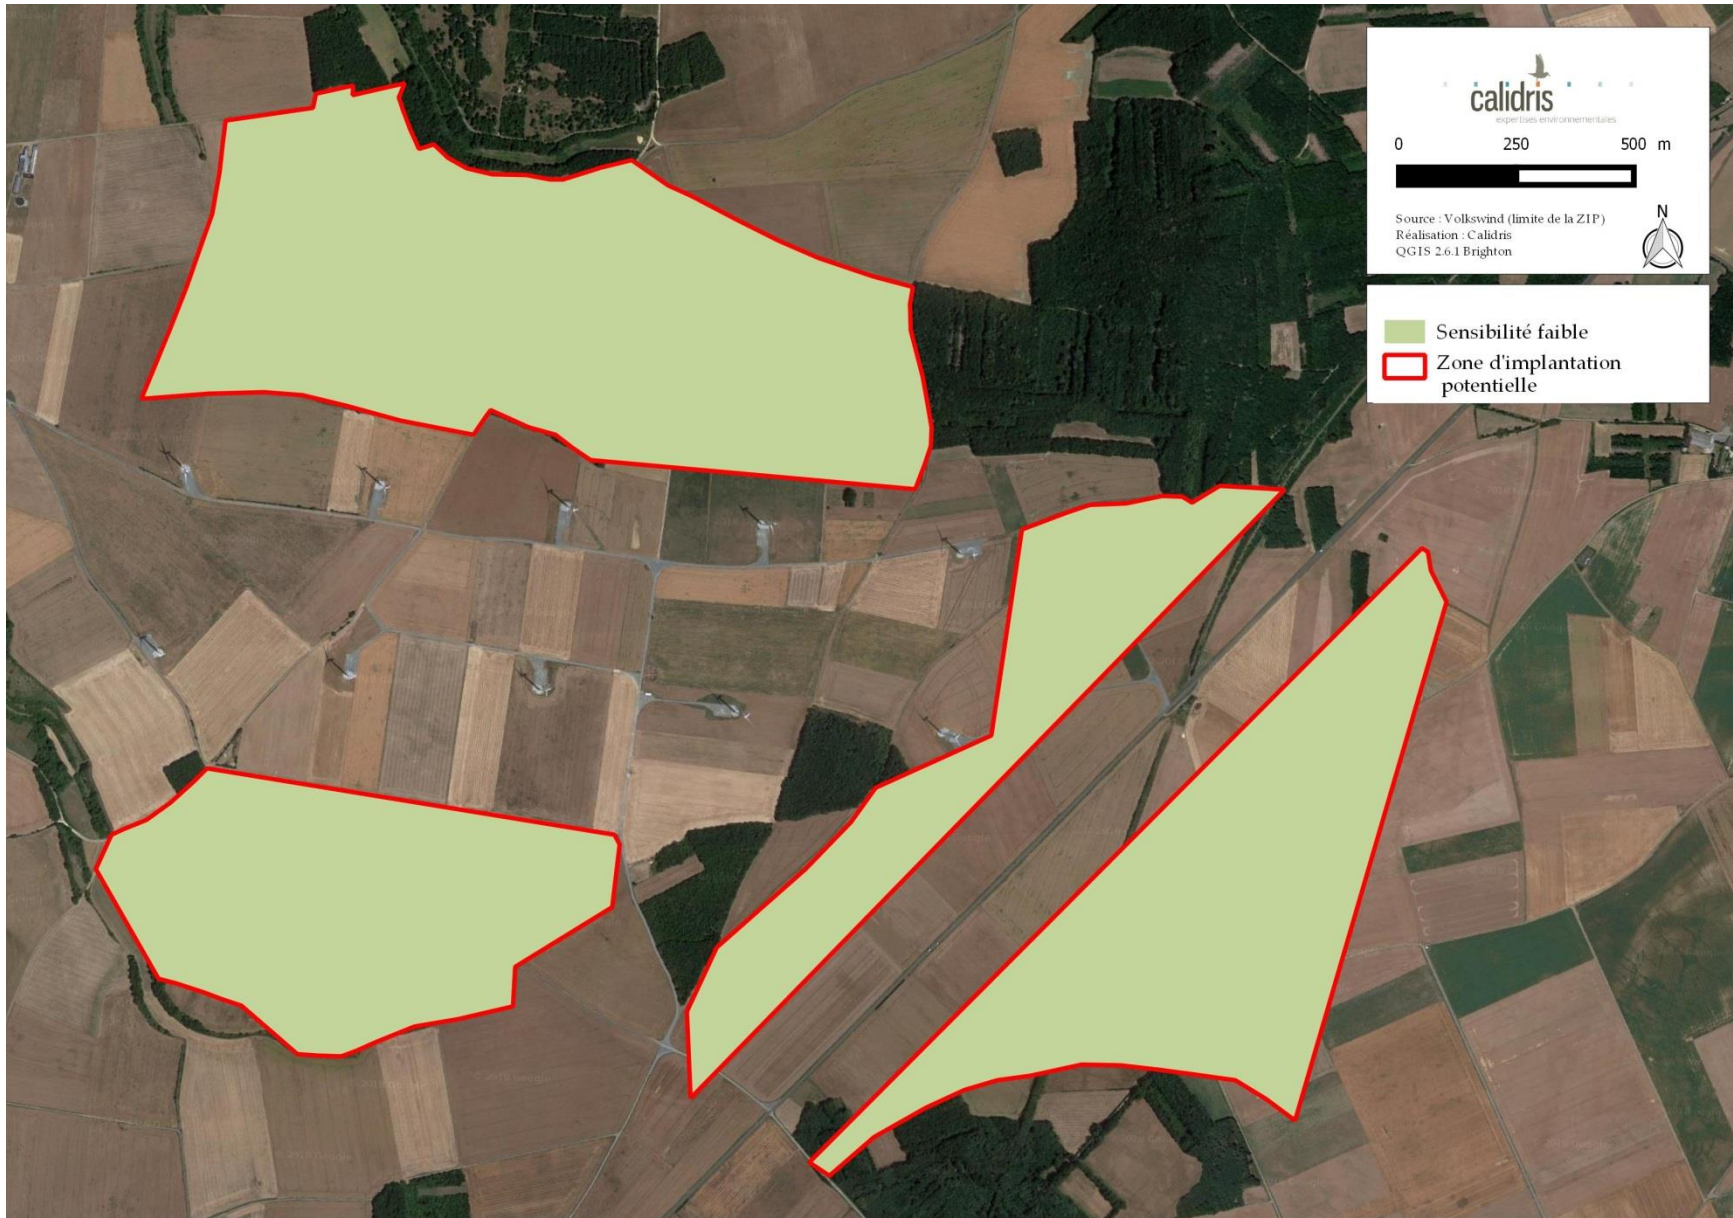 calidris
expertises environnementales
0 250 500 m
Source : Volkswind (limite de la ZIP)
Réalisation : Calidris
QGIS 2.6.1 Brighton
N
Sensibilité faible
Zone d'implantation
potentielle